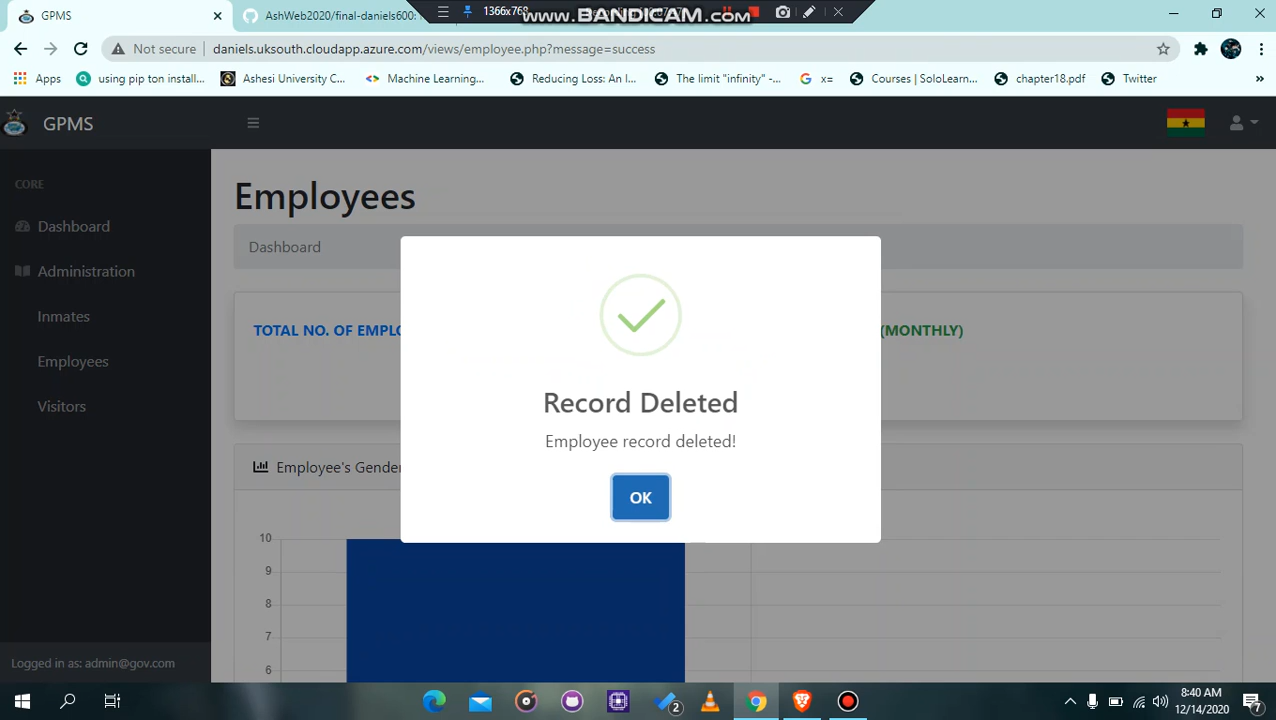 GPMS
AshWeb2020/final-daniels600:
1366x768
www.BANDICAM.com
Not secure
daniels.uksouth.cloudapp.azure.com/views/employee.php?message=success
Apps
using pip ton install...
Ashesi University C...
Machine Learning...
Reducing Loss: An I...
The limit "infinity" -...
x=
Courses | SoloLearn...
chapter18.pdf
Twitter
»
GPMS
CORE
Dashboard
Administration
Inmates
Employees
Visitors
Logged in as: admin@gov.com
Employees
Dashboard
TOTAL NO. OF EMPL
(MONTHLY)
Employee's Gender
10
9
8
7
6
Record Deleted
Employee record deleted!
OK
2
8:40 AM
12/14/2020
7